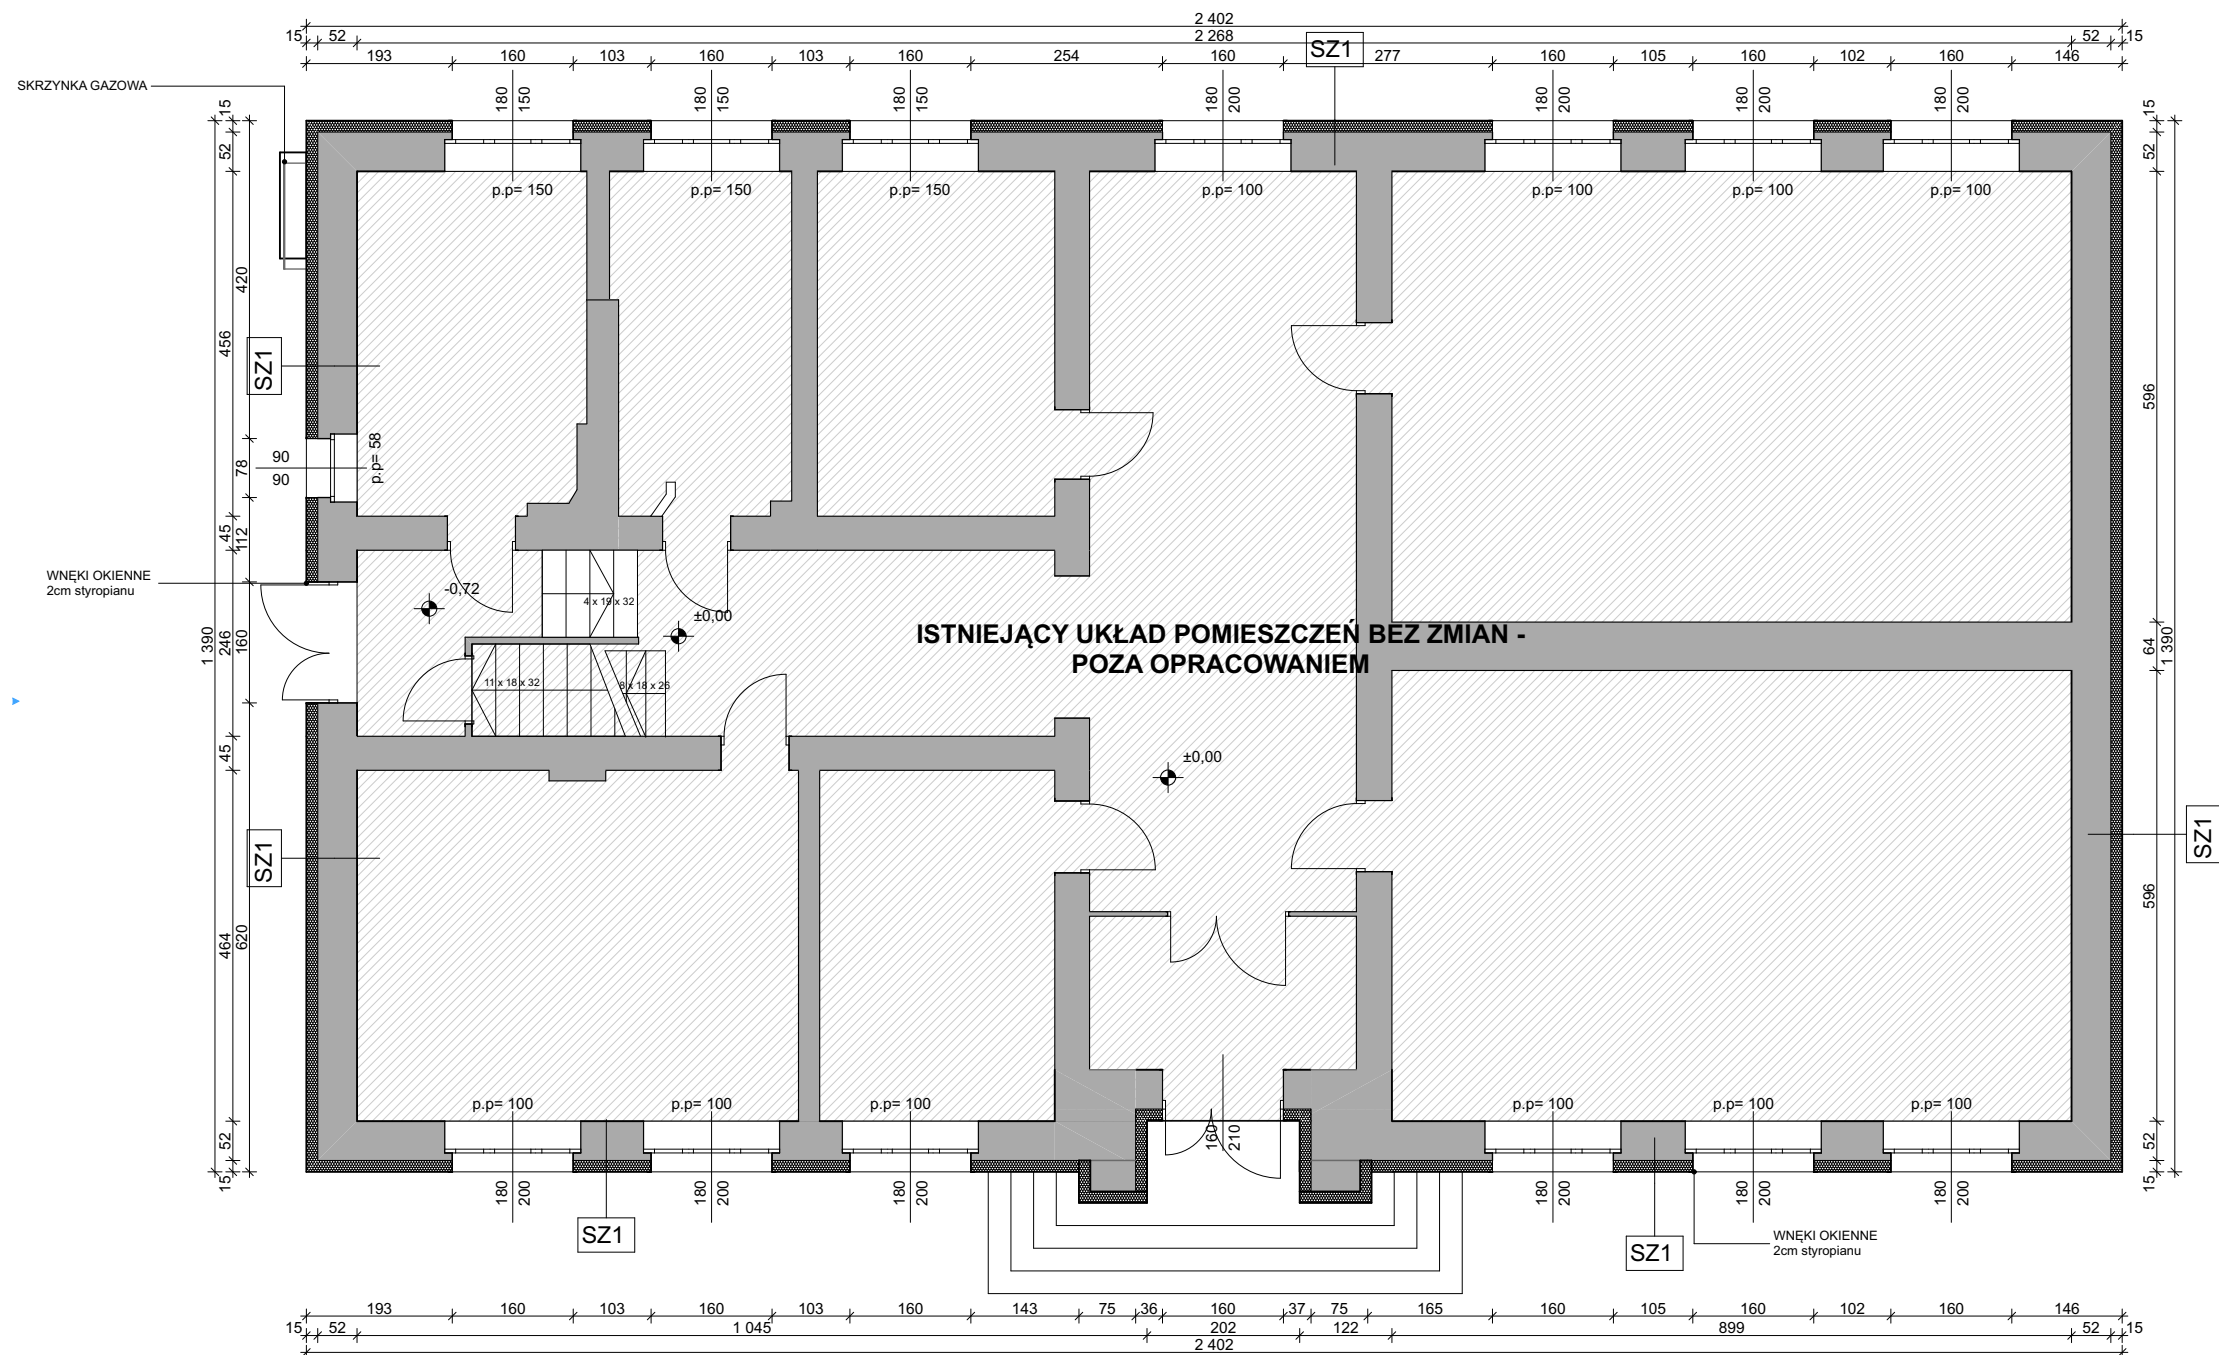 2 402
15 52 2 268 52 15
193 160 103 160 103 160 254 160 277 160 105 160 102 160 146
SZ1
SKRZYNKA GAZOWA
180 150
180 150
180 150
180 200
180 200
180 200
180 200
p.p= 150
p.p= 150
p.p= 150
p.p= 100
p.p= 100
p.p= 100
p.p= 100
15
52
420
456
SZ1
90
90
p.p= 58
78
45
112
WNĘKI OKIENNE
2cm styropianu
1 390
246
160
45
SZ1
464
620
52
15
-0,72
4 x 19 x 32
±0,00
11 x 18 x 32
8 x 18 x 26
ISTNIEJĄCY UKŁAD POMIESZCZEŃ BEZ ZMIAN -
POZA OPRACOWANIEM
±0,00
15
52
596
64
1 390
SZ1
596
52
15
p.p= 100
p.p= 100
p.p= 100
p.p= 100
p.p= 100
p.p= 100
160
210
180 200
180 200
180 200
180 200
180 200
180 200
SZ1
SZ1
WNĘKI OKIENNE
2cm styropianu
193 160 103 160 103 160 143 75 36 160 37 75 165 160 105 160 102 160 146
15 52 1 045 202 122 899 52 15
2 402